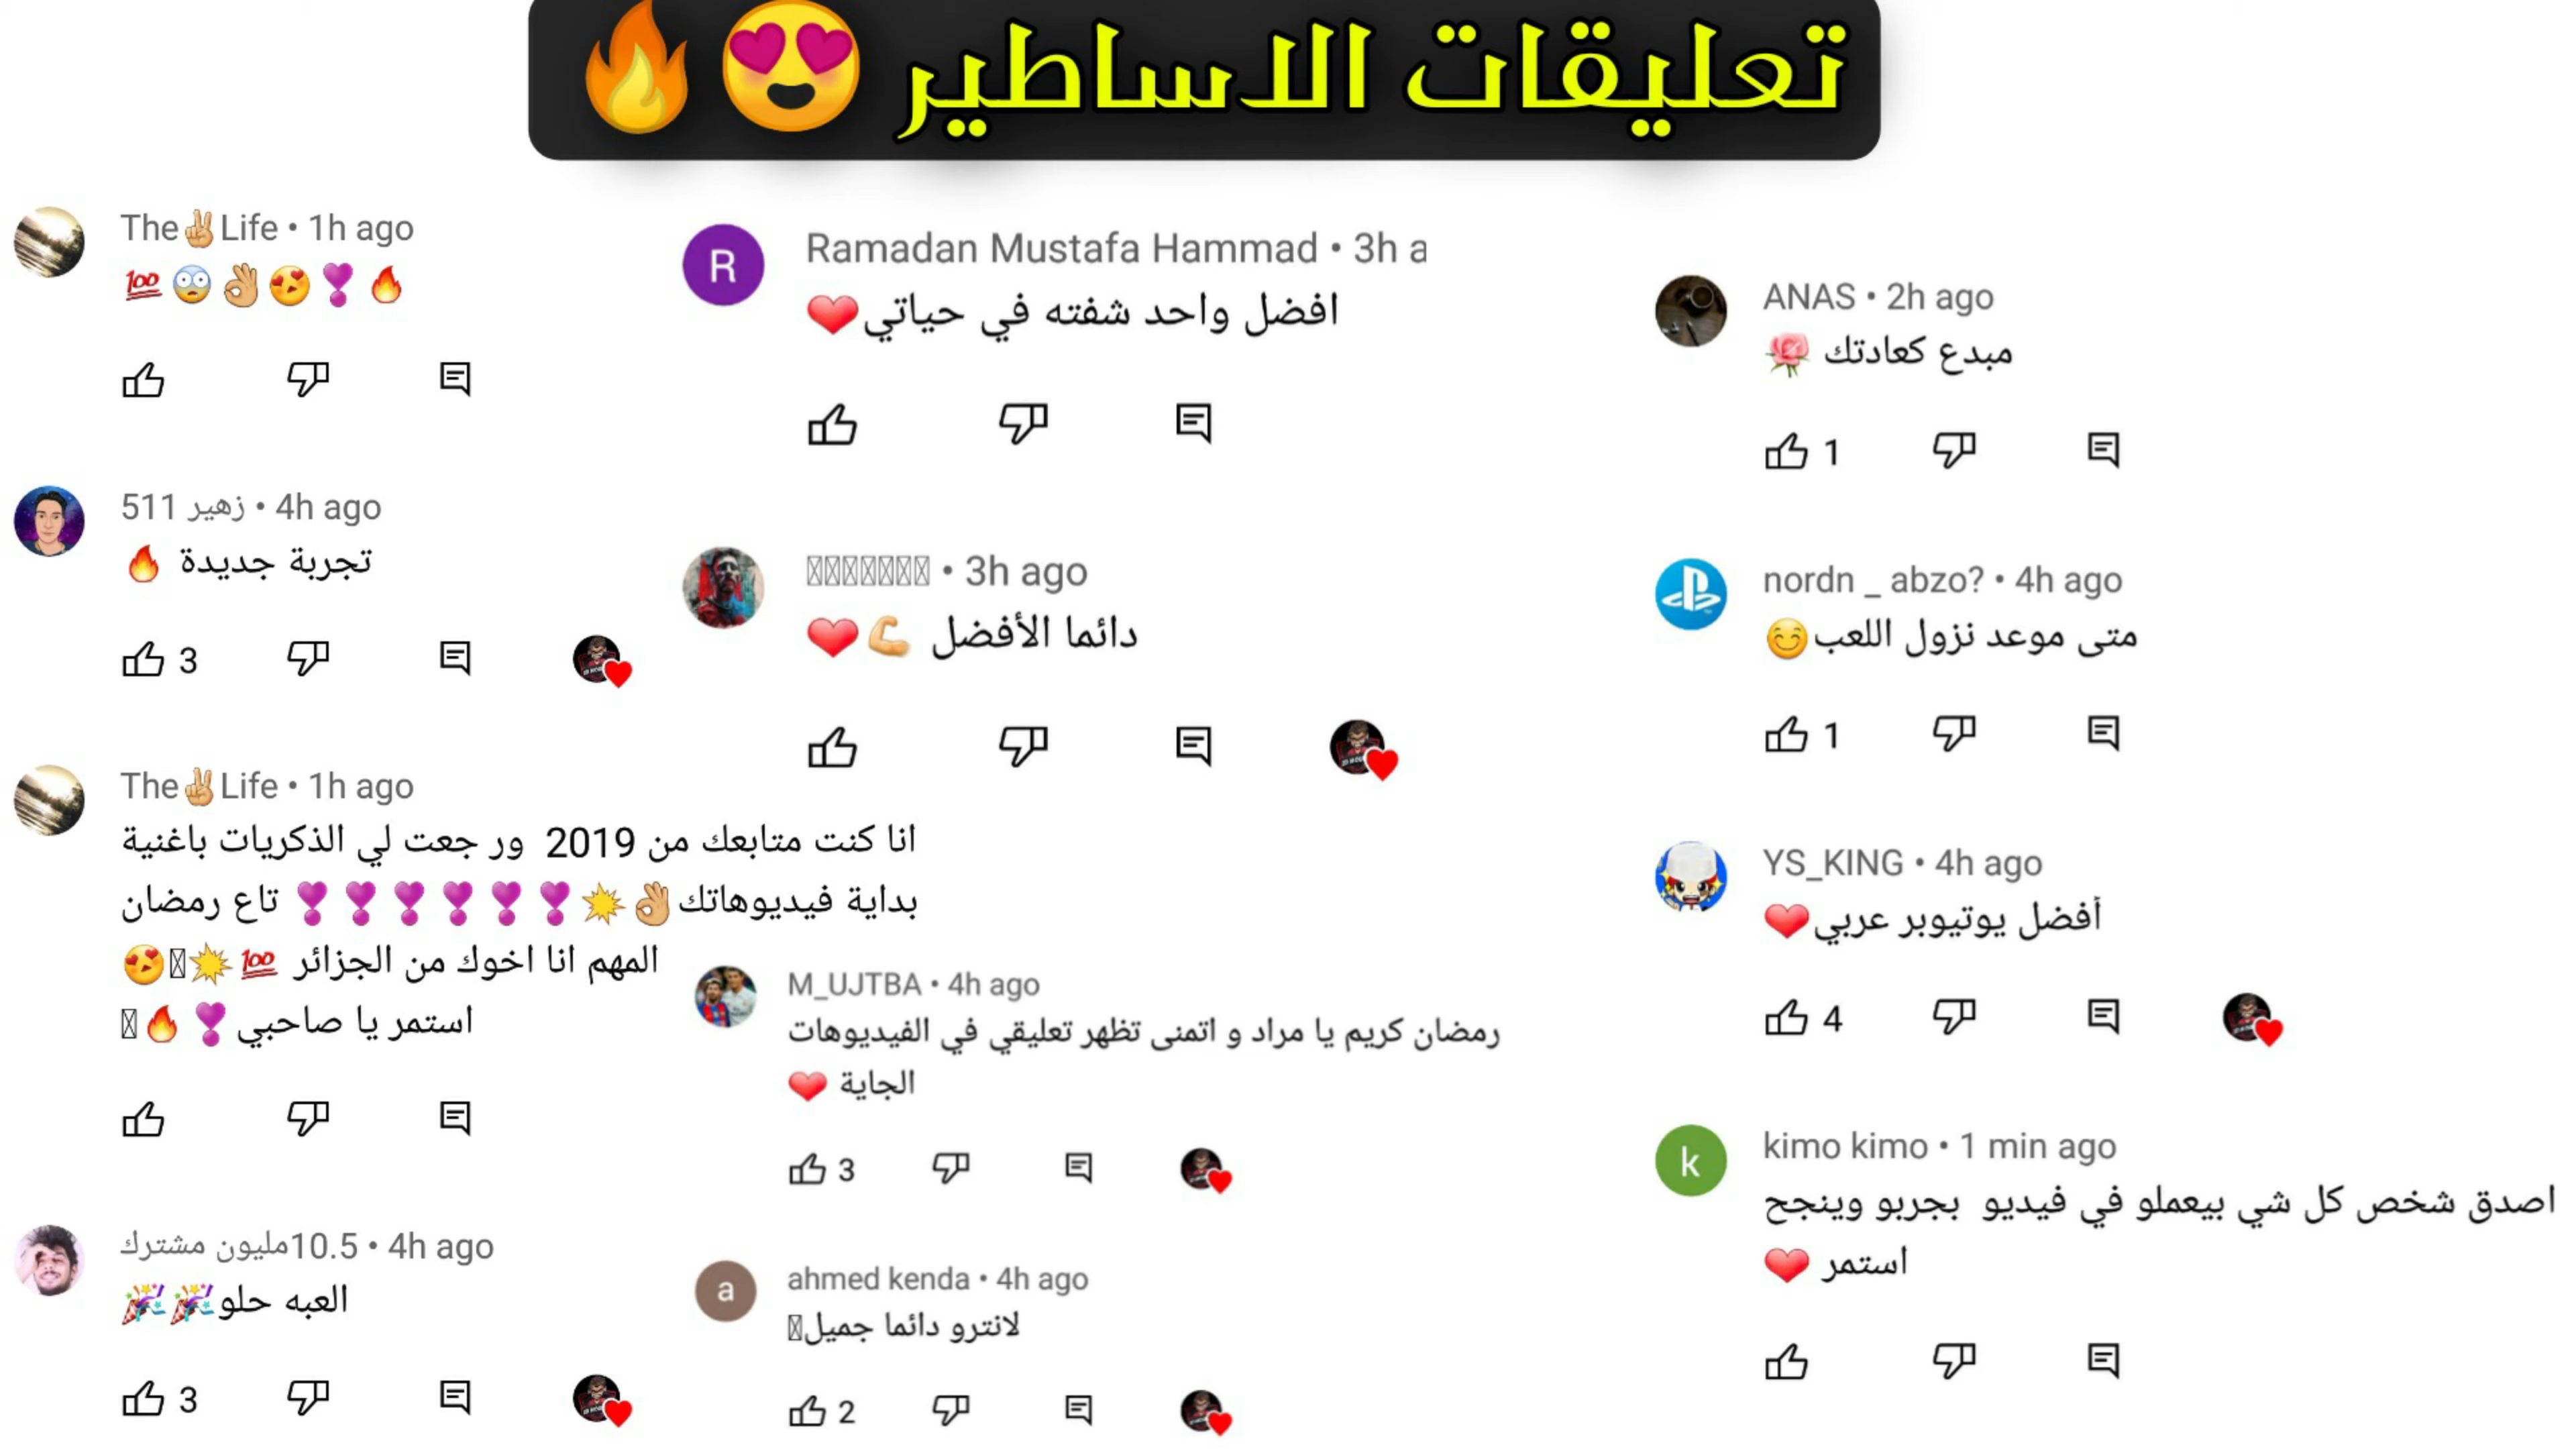 تعليقات الاساطير 😍🔥
The✌🏼Life • 1h ago
💯😨👌🏼😍❣🔥
زهير 511 • 4h ago
تجربة جديدة 🔥
3
The✌🏼Life • 1h ago
انا كنت متابعك من 2019 ور جعت لي الذكريات باغنية
بداية فيديوهاتك👌🏼💥❣❣❣❣❣❣ تاع رمضان
المهم انا اخوك من الجزائر 💯💥😍
استمر يا صاحبي❣🔥
10.5مليون مشترك • 4h ago
العبه حلو🎉🎉
3
Ramadan Mustafa Hammad • 3h a
افضل واحد شفته في حياتي❤
• 3h ago
دائما الأفضل 💪🏼❤
M_UJTBA • 4h ago
رمضان كريم يا مراد و اتمنى تظهر تعليقي في الفيديوهات
الجاية ❤
3
ahmed kenda • 4h ago
لانترو دائما جميل
2
ANAS • 2h ago
مبدع كعادتك 🌹
1
nordn _ abzo? • 4h ago
متى موعد نزول اللعب😊
1
YS_KING • 4h ago
أفضل يوتيوبر عربي❤
4
kimo kimo • 1 min ago
اصدق شخص كل شي بيعملو في فيديو بجربو وينجح
استمر ❤